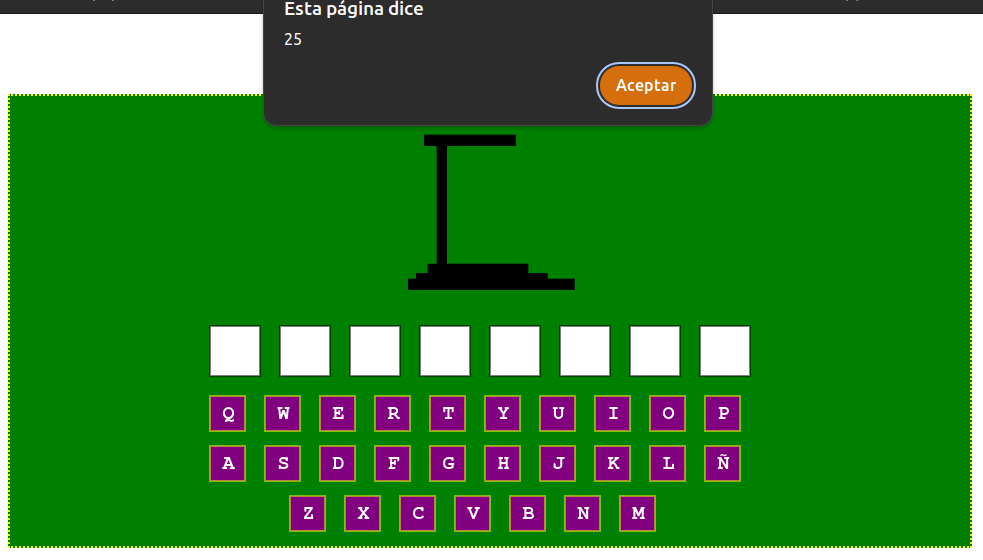 Esta página dice
25
Aceptar
Q W E R T Y U I O P
A S D F G H J K L Ñ
Z X C V B N M